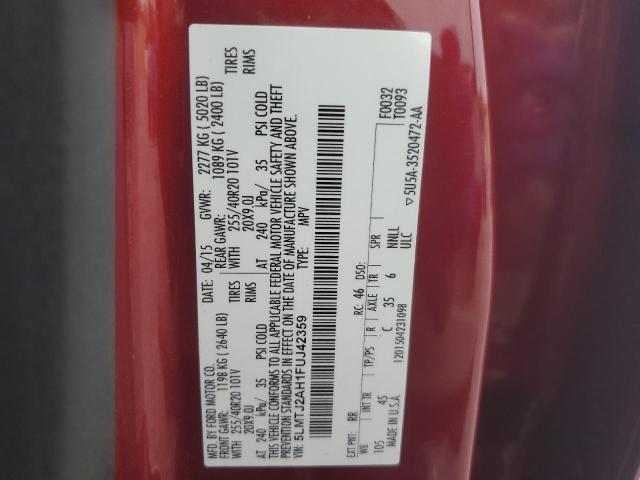 MFD. BY FORD MOTOR CO.
DATE: 04/15 GVWR: 2277 KG ( 5020 LB)
FRONT GAWR: 1198 KG ( 2640 LB) REAR GAWR: 1089 KG ( 2400 LB)
WITH 255/40R20 101V TIRES WITH 255/40R20 101V TIRES
20X9.0J RIMS 20X9.0J RIMS
AT 240 kPa/ 35 PSI COLD AT 240 kPa/ 35 PSI COLD
THIS VEHICLE CONFORMS TO ALL APPLICABLE FEDERAL MOTOR VEHICLE SAFETY AND THEFT
PREVENTION STANDARDS IN EFFECT ON THE DATE OF MANUFACTURE SHOWN ABOVE.
VIN: 5LMTJ2AH1FUJ42359 TYPE: MPV
F0032
T0093
EXT PNT: RR RC: 46 DSO:
WB INT TR TP/PS R AXLE TR SPR
105 45 C 35 6 NNLL
ULC
MADE IN U.S.A. 1201504231098
▽5U5A-3520472-AA